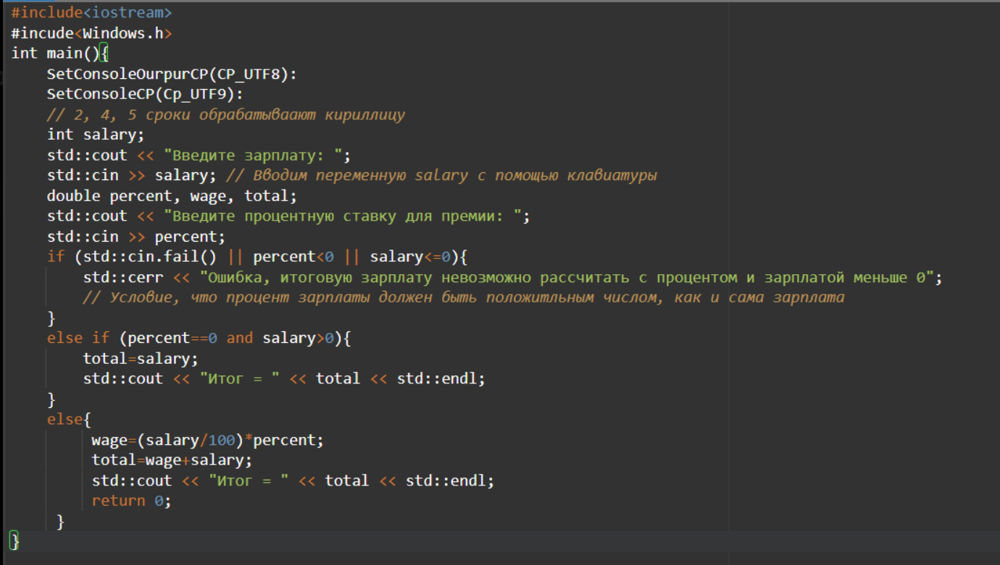 #include<iostream>
#incude<Windows.h>
int main(){
    SetConsoleOurpurCP(CP_UTF8):
    SetConsoleCP(Cp_UTF9):
    // 2, 4, 5 сроки обрабатываают кириллицу
    int salary;
    std::cout << "Введите зарплату: ";
    std::cin >> salary; // Вводим переменную salary с помощью клавиатуры
    double percent, wage, total;
    std::cout << "Введите процентную ставку для премии: ";
    std::cin >> percent;
    if (std::cin.fail() || percent<0 || salary<=0){
        std::cerr << "Ошибка, итоговую зарплату невозможно рассчитать с процентом и зарплатой меньше 0";
        // Условие, что процент зарплаты должен быть положитльным числом, как и сама зарплата
    }
    else if (percent==0 and salary>0){
        total=salary;
        std::cout << "Итог = " << total << std::endl;
    }
    else{
         wage=(salary/100)*percent;
         total=wage+salary;
         std::cout << "Итог = " << total << std::endl;
         return 0;
     }
}